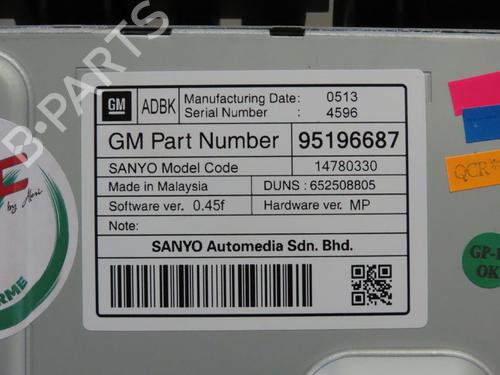 B-PARTS
GM
ADBK
Manufacturing Date: 0513
Serial Number : 4596
GM Part Number 95196687
SANYO Model Code 14780330
Made in Malaysia DUNS : 652508805
Software ver. 0.45f Hardware ver. MP
Note:
SANYO Automedia Sdn. Bhd.
QCR
OK
by